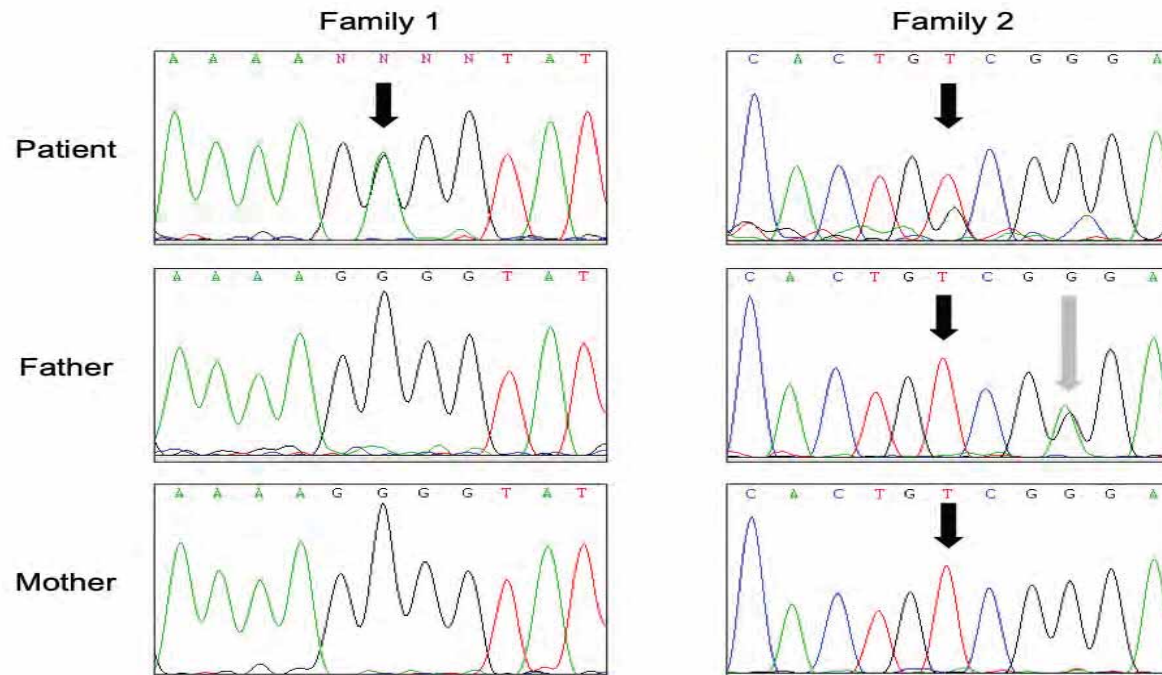 Family 1 Family 2
A A A A N N N N T A T C A C T G T C G G G A
Patient
A A A A G G G G T A T C A C T G T C G G G A
Father
A A A A G G G G T A T C A C T G T C G G G A
Mother